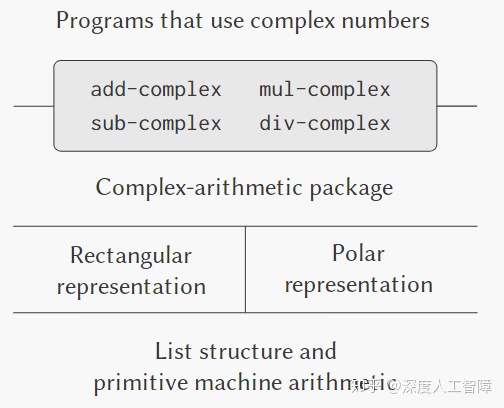 Programs that use complex numbers
add-complex mul-complex
sub-complex div-complex
Complex-arithmetic package
Rectangular Polar
representation representation
List structure and
primitive machine arithmetic
知乎 @深度人工智障